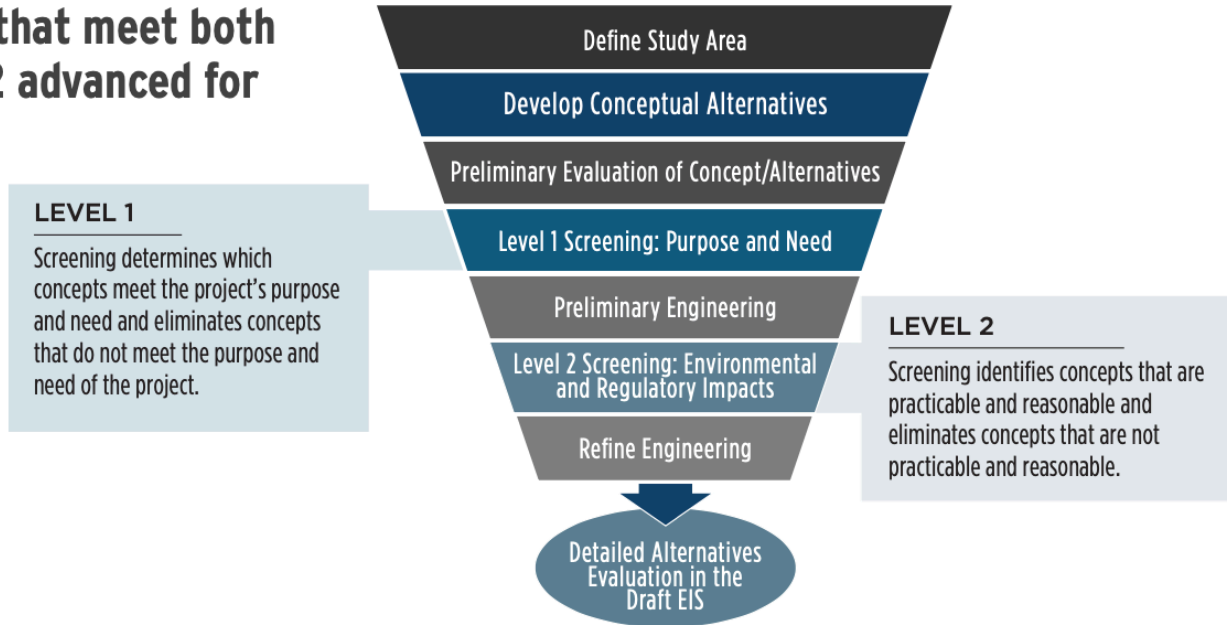 that meet both
2 advanced for
Define Study Area
Develop Conceptual Alternatives
Preliminary Evaluation of Concept/Alternatives
LEVEL 1
Screening determines which
concepts meet the project's purpose
and need and eliminates concepts
that do not meet the purpose and
need of the project.
Level 1 Screening: Purpose and Need
Preliminary Engineering
Level 2 Screening: Environmental
and Regulatory Impacts
LEVEL 2
Screening identifies concepts that are
practicable and reasonable and
eliminates concepts that are not
practicable and reasonable.
Refine Engineering
Detailed Alternatives
Evaluation in the
Draft EIS